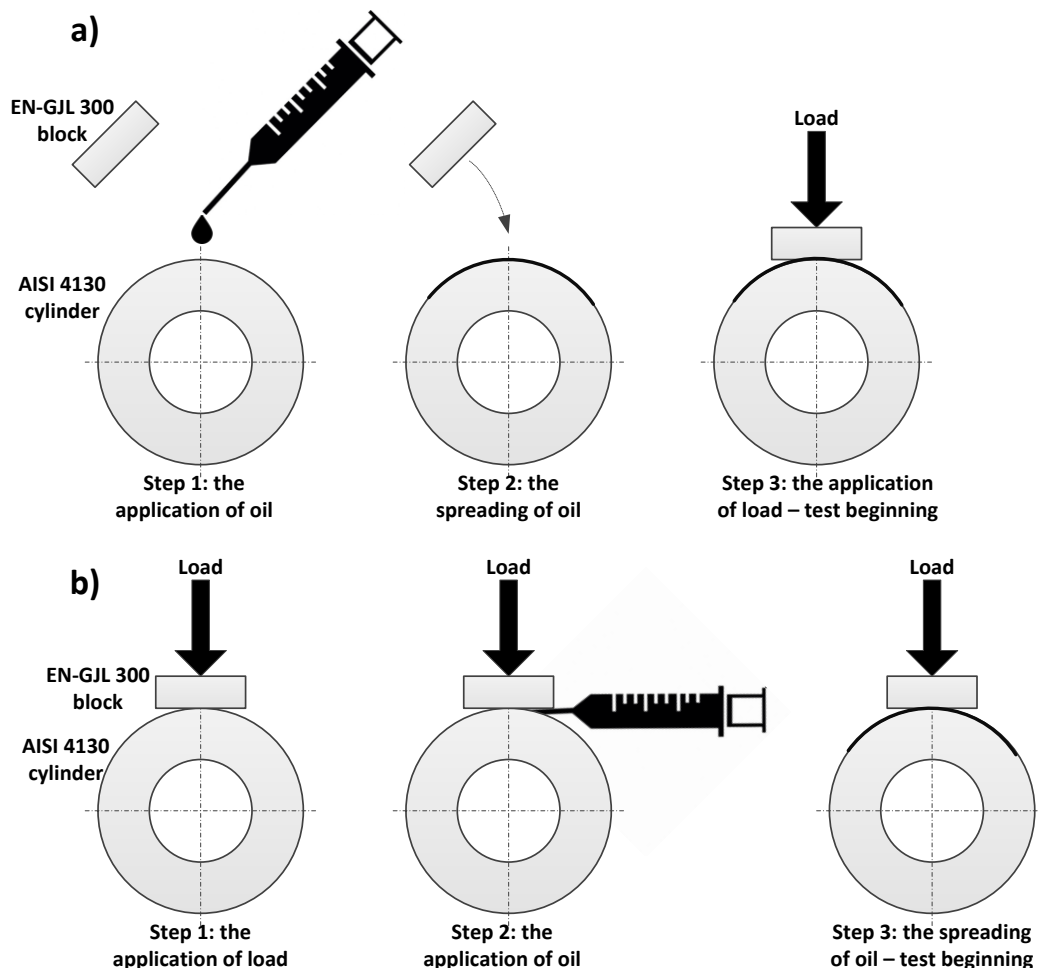 a)
EN-GJL 300
block
Load
AISI 4130
cylinder
Step 1: the
application of oil
Step 2: the
spreading of oil
Step 3: the application
of load – test beginning
b)
Load
Load
Load
EN-GJL 300
block
AISI 4130
cylinder
Step 1: the
application of load
Step 2: the
application of oil
Step 3: the spreading
of oil – test beginning